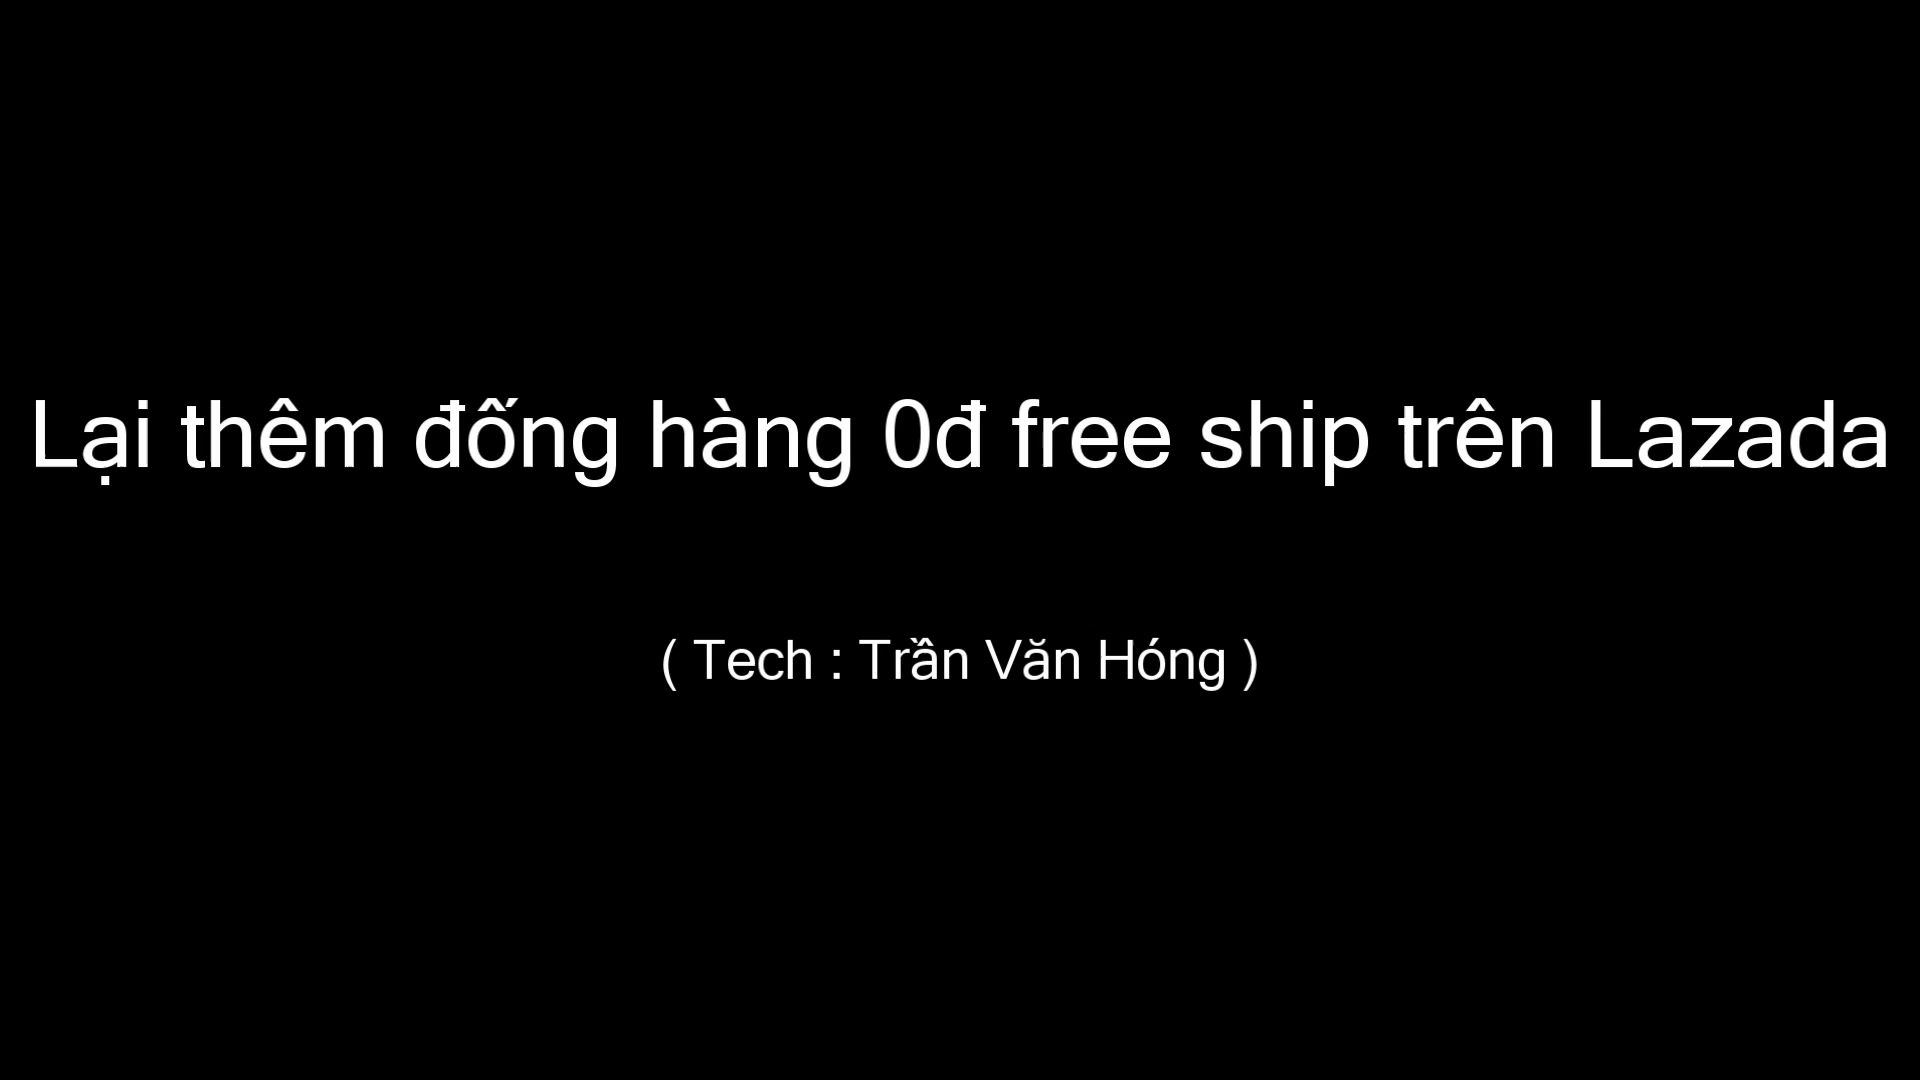 Lại thêm đống hàng 0đ free ship trên Lazada
( Tech : Trần Văn Hóng )